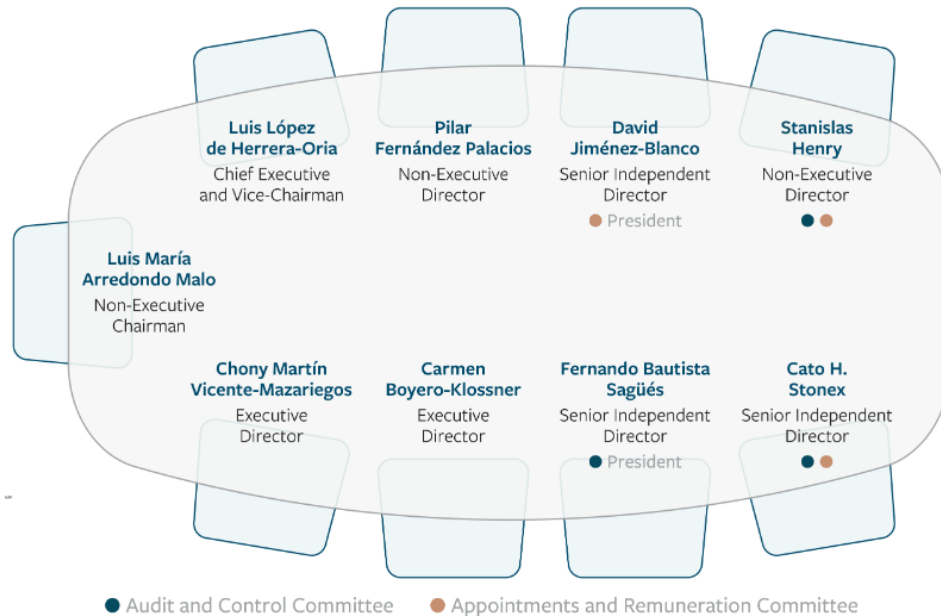 Luis López
de Herrera-Oria
Chief Executive
and Vice-Chairman
Pilar
Fernández Palacios
Non-Executive
Director
David
Jiménez-Blanco
Senior Independent
Director
President
Stanislas
Henry
Non-Executive
Director
Luis María
Arredondo Malo
Non-Executive
Chairman
Chony Martín
Vicente-Mazariegos
Executive
Director
Carmen
Boyero-Klossner
Executive
Director
Fernando Bautista
Sagüés
Senior Independent
Director
President
Cato H.
Stonex
Senior Independent
Director
Audit and Control Committee
Appointments and Remuneration Committee